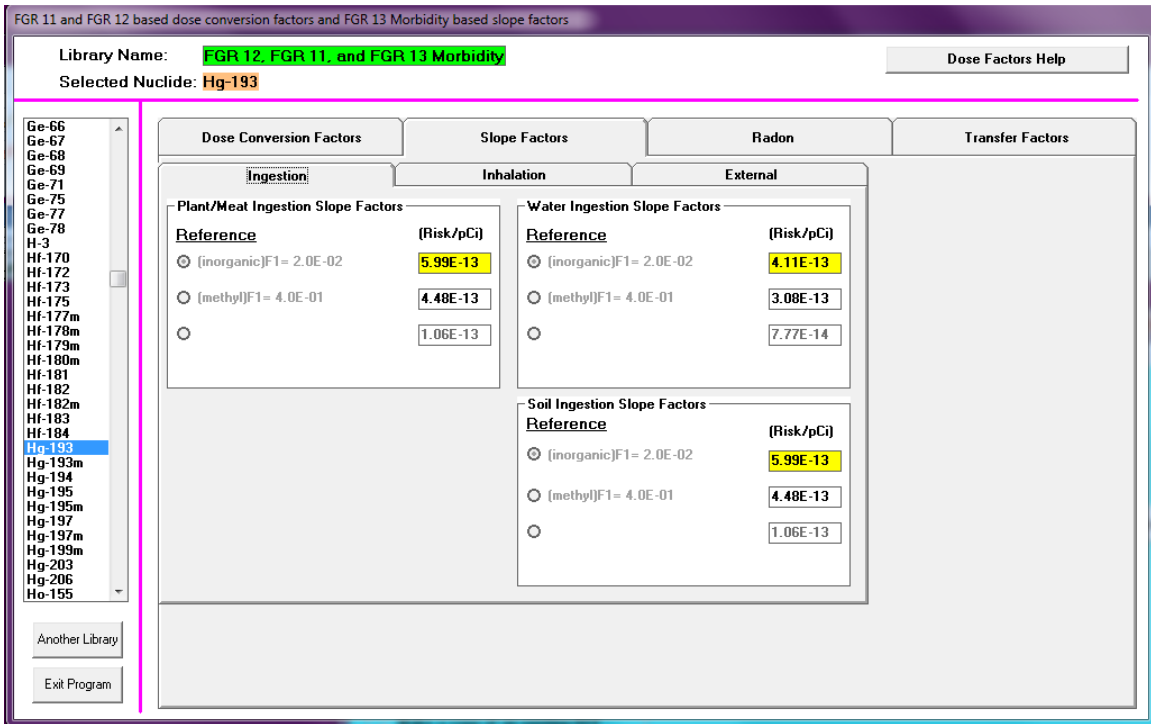 FGR 11 and FGR 12 based dose conversion factors and FGR 13 Morbidity based slope factors
Library Name: FGR 12, FGR 11, and FGR 13 Morbidity
Dose Factors Help
Selected Nuclide: Hg-193
Ge-66
Ge-67
Ge-68
Ge-69
Ge-71
Ge-75
Ge-77
Ge-78
H-3
Hf-170
Hf-172
Hf-173
Hf-175
Hf-177m
Hf-178m
Hf-179m
Hf-180m
Hf-181
Hf-182
Hf-182m
Hf-183
Hf-184
Hg-193
Hg-193m
Hg-194
Hg-195
Hg-195m
Hg-197
Hg-197m
Hg-199m
Hg-203
Hg-206
Ho-155
Another Library
Exit Program
Dose Conversion Factors Slope Factors Radon Transfer Factors
Ingestion Inhalation External
Plant/Meat Ingestion Slope Factors
Reference (Risk/pCi)
(inorganic)F1= 2.0E-02 5.99E-13
(methyl)F1= 4.0E-01 4.48E-13
1.06E-13
Water Ingestion Slope Factors
Reference (Risk/pCi)
(inorganic)F1= 2.0E-02 4.11E-13
(methyl)F1= 4.0E-01 3.08E-13
7.77E-14
Soil Ingestion Slope Factors
Reference (Risk/pCi)
(inorganic)F1= 2.0E-02 5.99E-13
(methyl)F1= 4.0E-01 4.48E-13
1.06E-13